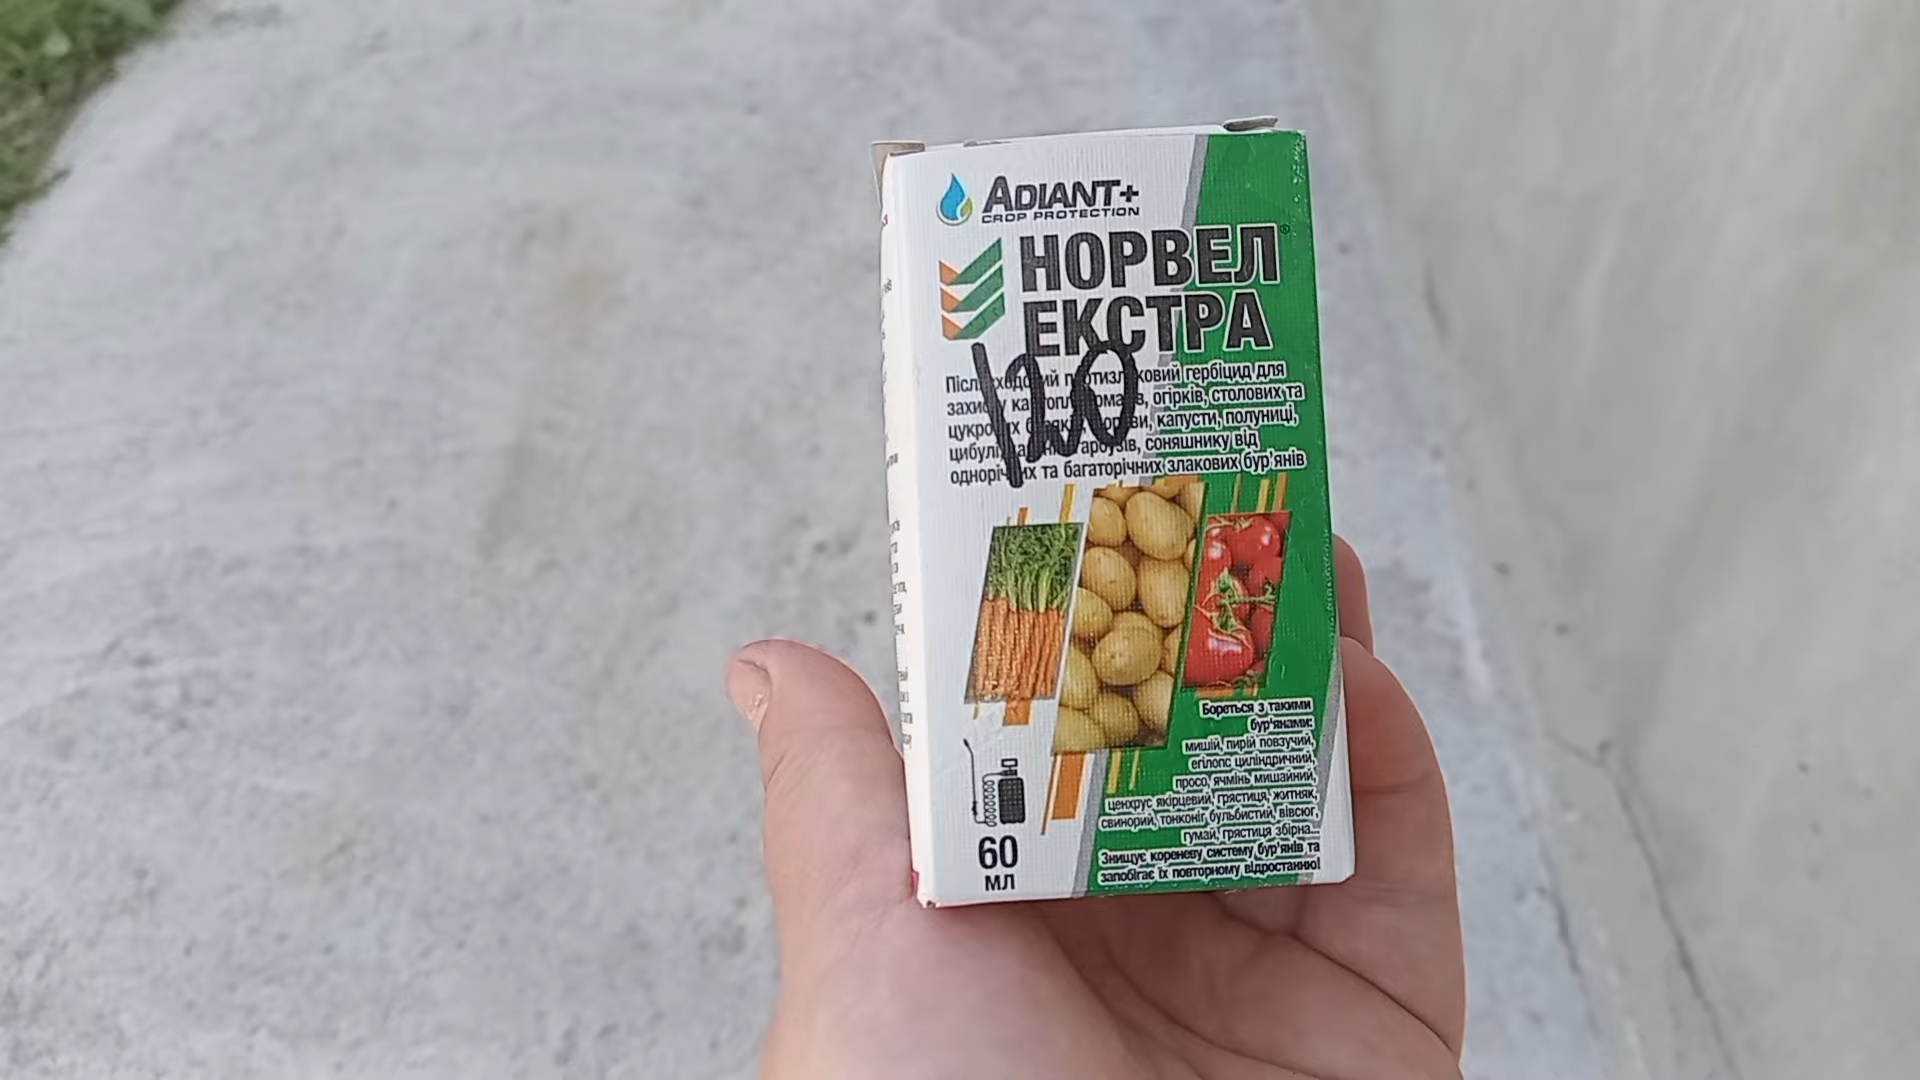 ADIANT+
CROP PROTECTION
НОРВЕЛ®
ЕКСТРА
120
Післясходовий протизлаковий гербіцид для
захисту картоплі, томатів, огірків, столових та
цукрових буряків, моркви, капусти, полуниці,
цибулі, гарбузів, соняшнику від
однорічних та багаторічних злакових бур'янів
Бореться з такими
бур'янами:
мишій, пирій повзучий,
егілопс циліндричний,
просо, ячмінь мишайний,
ценхрус якірцевий, грястиця, житняк,
свинорий, тонконіг бульбистий, вівсюг,
гумай, грястиця збірна...
Знищує кореневу систему бур'янів та
запобігає їх повторному відростанню!
60
МЛ